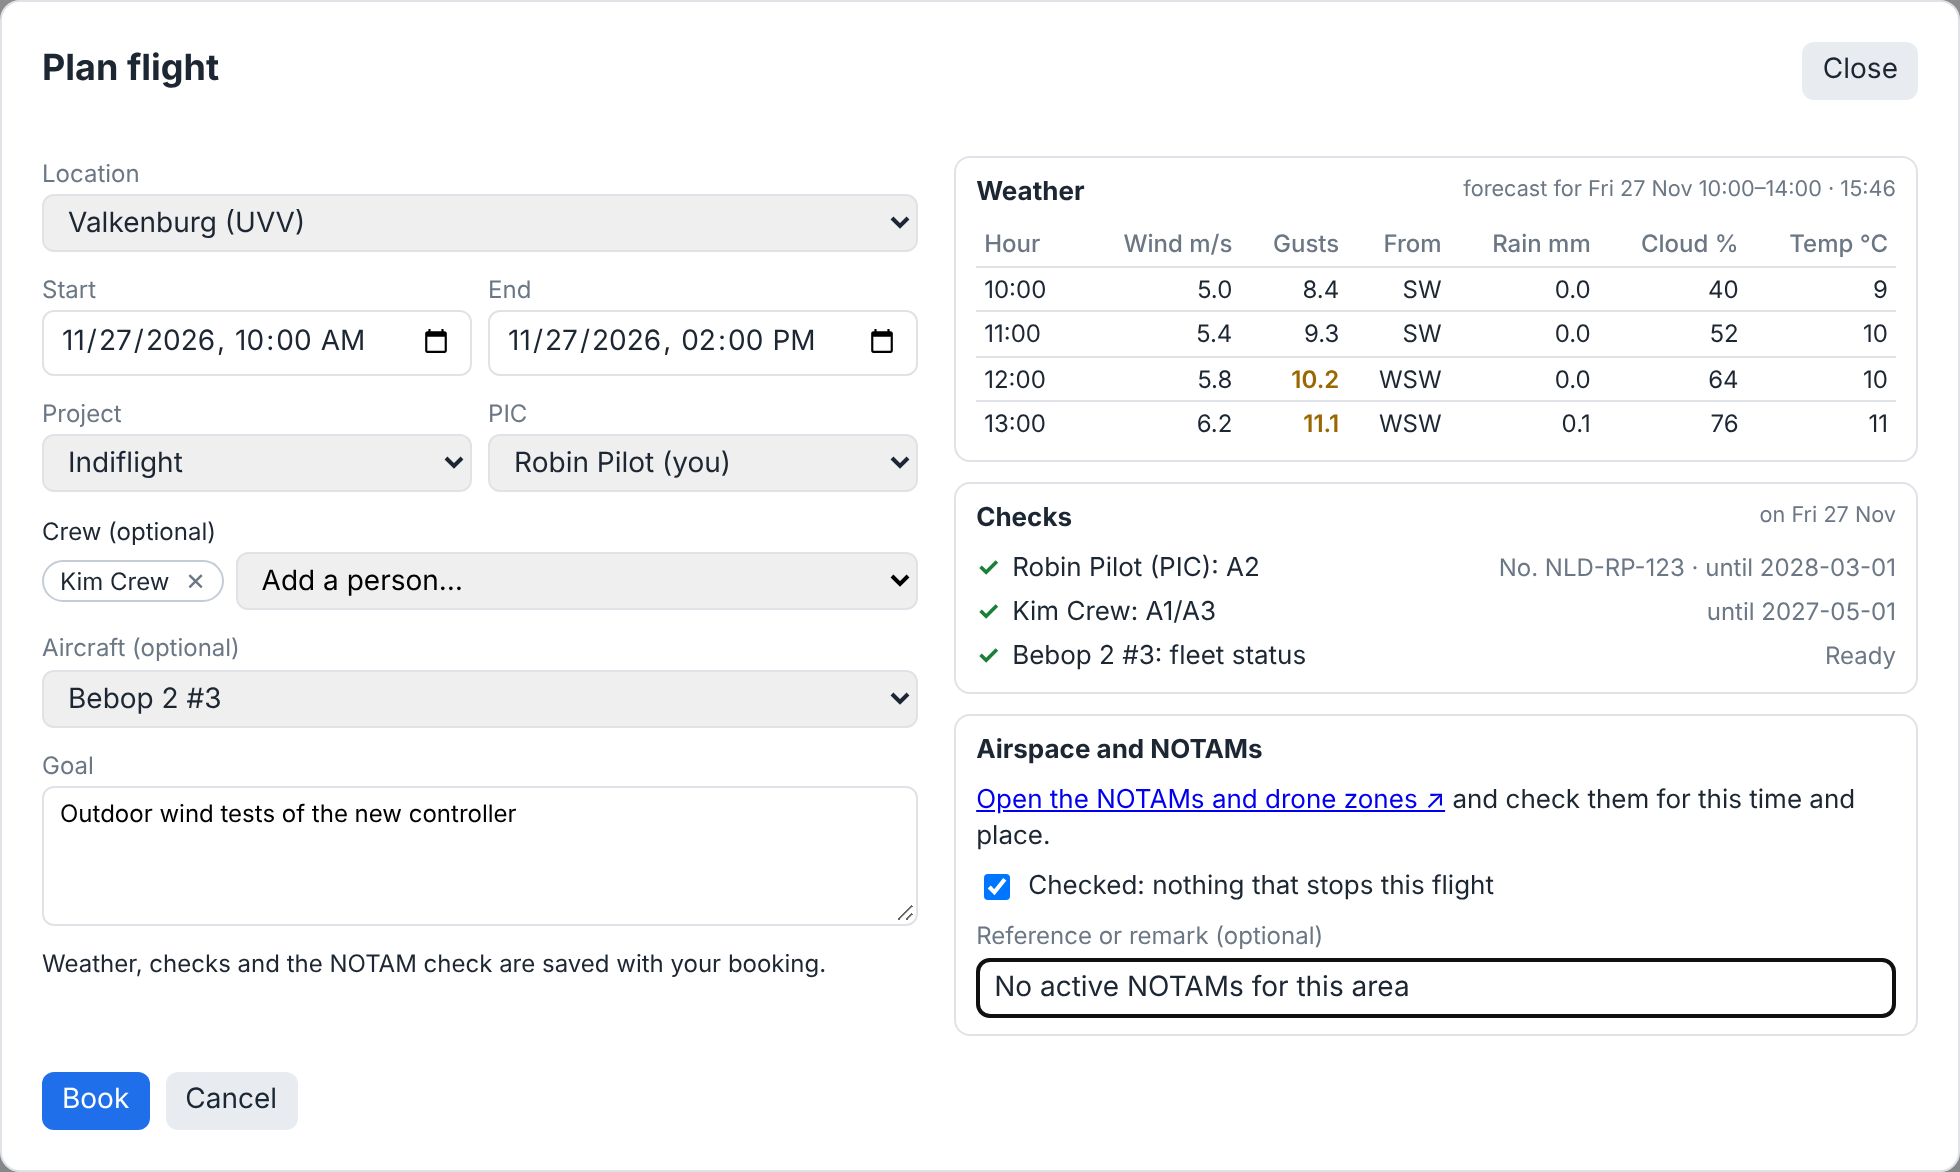 Plan flight
Close
Location
Valkenburg (UVV)
Start
End
11/27/2026, 10:00 AM
11/27/2026, 02:00 PM
Project
PIC
Indiflight
Robin Pilot (you)
Crew (optional)
Kim Crew ×
Add a person...
Aircraft (optional)
Bebop 2 #3
Goal
Outdoor wind tests of the new controller
Weather, checks and the NOTAM check are saved with your booking.
Book
Cancel
Weather
forecast for Fri 27 Nov 10:00–14:00 · 15:46
Hour Wind m/s Gusts From Rain mm Cloud % Temp °C
10:00 5.0 8.4 SW 0.0 40 9
11:00 5.4 9.3 SW 0.0 52 10
12:00 5.8 10.2 WSW 0.0 64 10
13:00 6.2 11.1 WSW 0.1 76 11
Checks
on Fri 27 Nov
✓ Robin Pilot (PIC): A2 No. NLD-RP-123 · until 2028-03-01
✓ Kim Crew: A1/A3 until 2027-05-01
✓ Bebop 2 #3: fleet status Ready
Airspace and NOTAMs
Open the NOTAMs and drone zones ↗ and check them for this time and
place.
Checked: nothing that stops this flight
Reference or remark (optional)
No active NOTAMs for this area